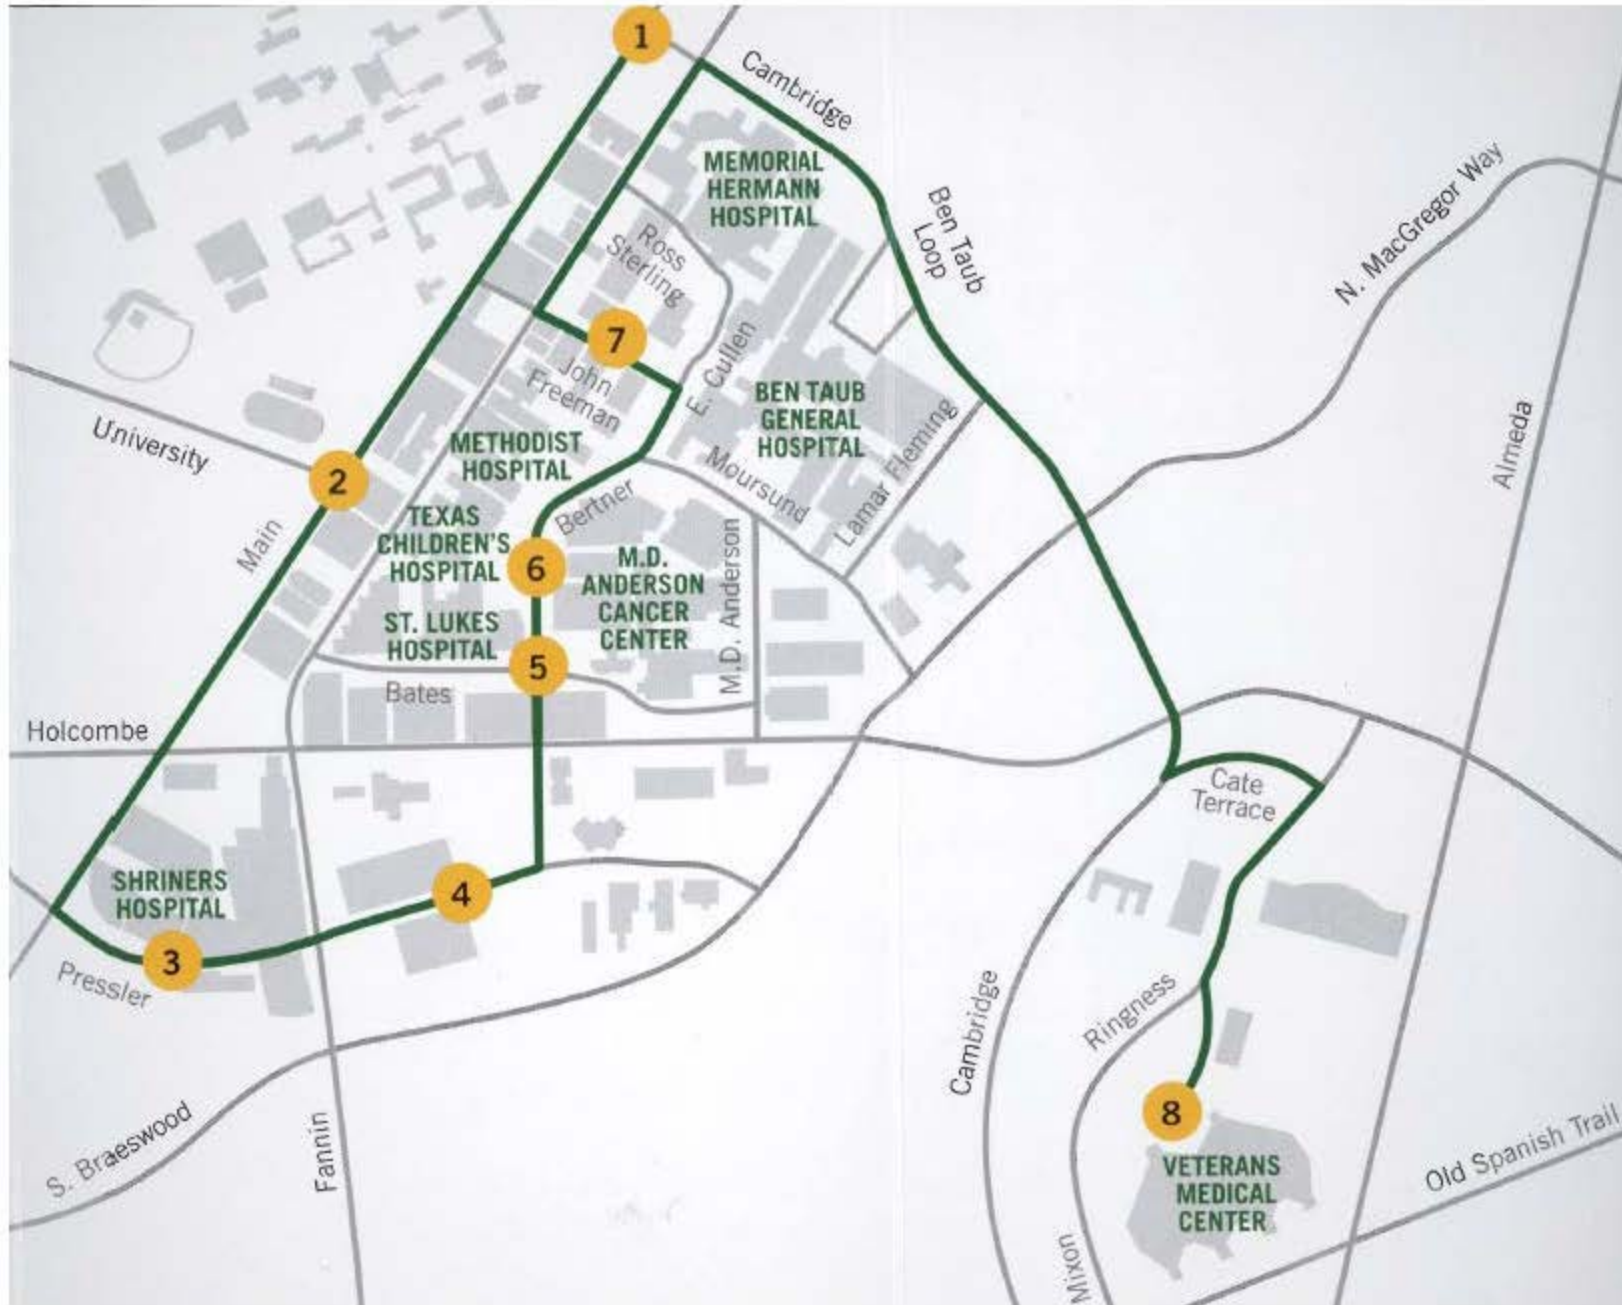 1
Cambridge
MEMORIAL
HERMANN
HOSPITAL
Ben Taub
Loop
N. MacGregor Way
Ross
Sterling
7
John
Freeman
E. Cullen
BEN TAUB
GENERAL
HOSPITAL
Almeda
University
METHODIST
HOSPITAL
Moursund
Lamar Fleming
2
Main
TEXAS
CHILDREN'S
HOSPITAL
Bertner
6
M.D.
ANDERSON
CANCER
CENTER
M.D. Anderson
ST. LUKES
HOSPITAL
5
Bates
Holcombe
Cate
Terrace
SHRINERS
HOSPITAL
4
3
Pressler
Cambridge
Ringness
8
S. Braeswood
Fannin
VETERANS
MEDICAL
CENTER
Old Spanish Trail
Mixon